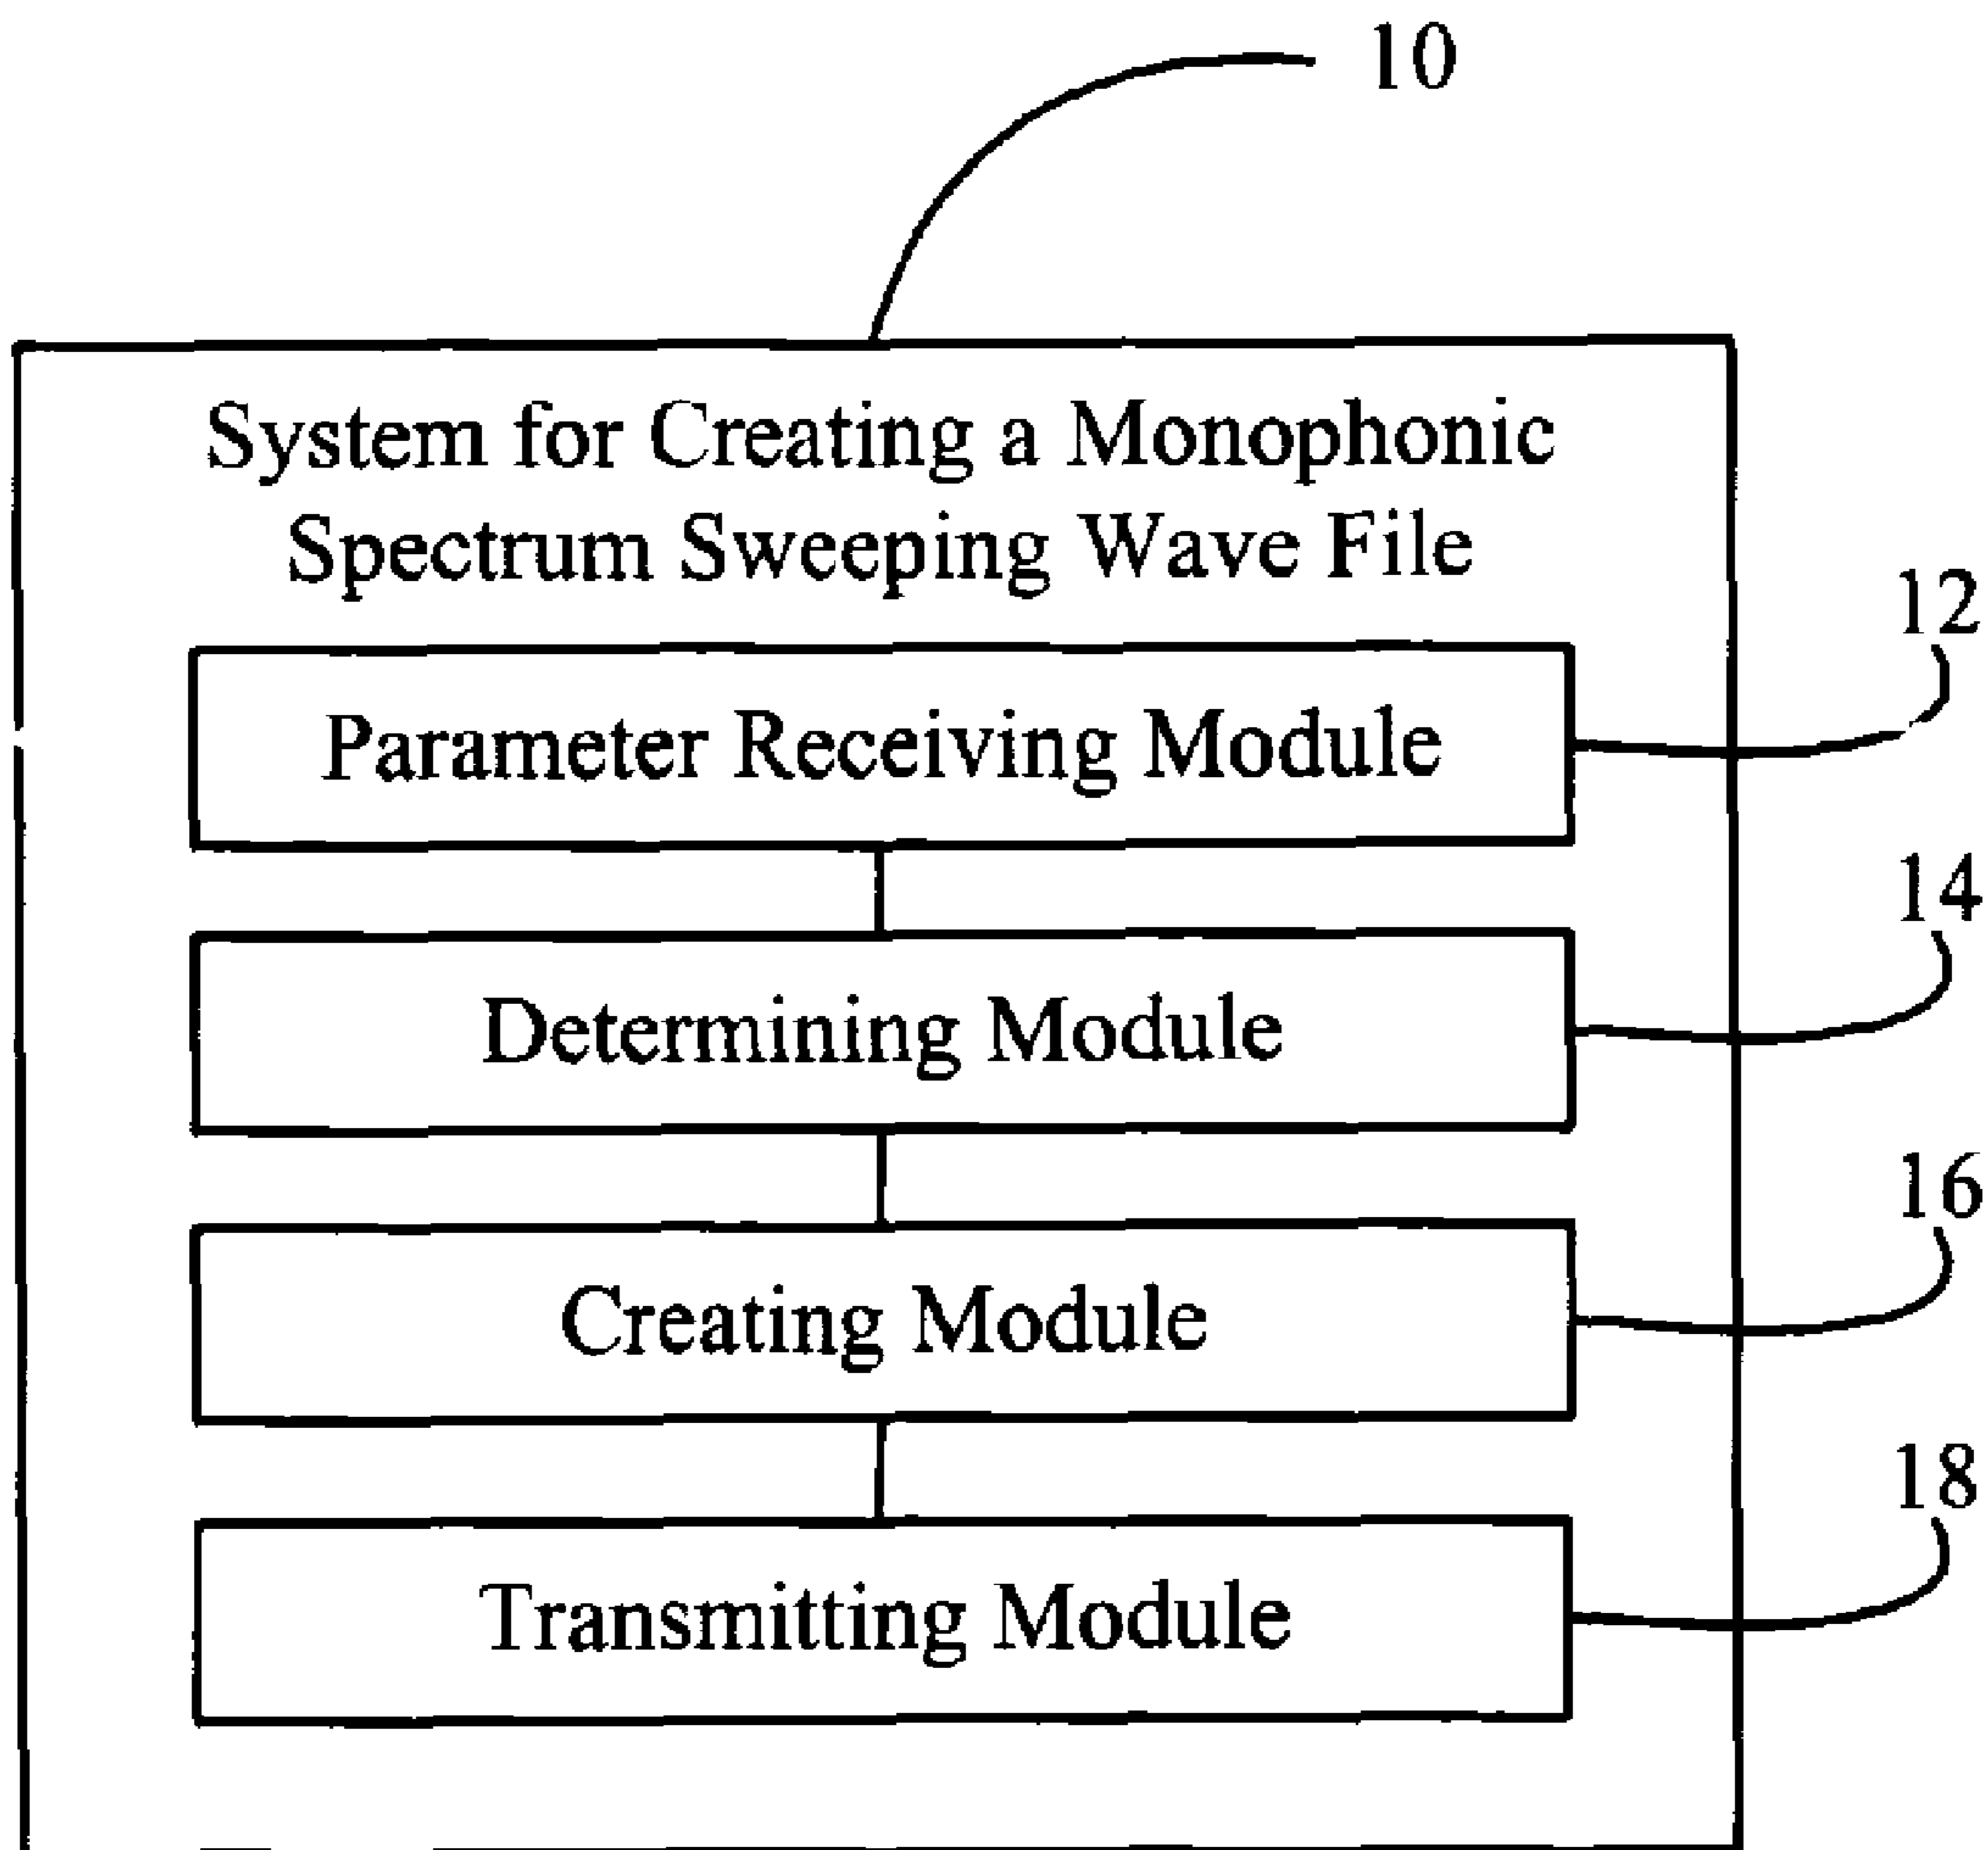 10
System for Creating a Monophonic
Spectrum Sweeping Wave File
12
Parameter Receiving Module
14
Determining Module
16
Creating Module
18
Transmitting Module